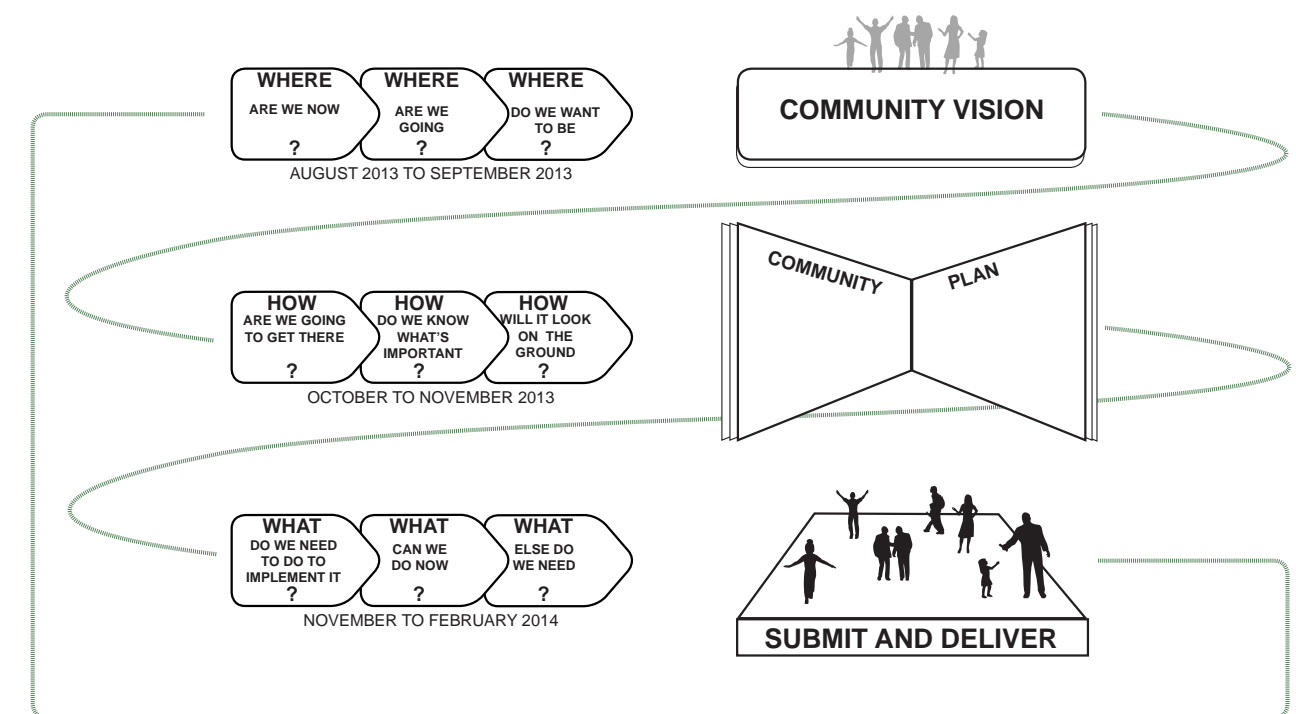 WHERE
ARE WE NOW
?
WHERE
ARE WE
GOING
?
WHERE
DO WE WANT
TO BE
?
AUGUST 2013 TO SEPTEMBER 2013
COMMUNITY VISION
HOW
ARE WE GOING
TO GET THERE
?
HOW
DO WE KNOW
WHAT'S
IMPORTANT
?
HOW
WILL IT LOOK
ON THE
GROUND
?
OCTOBER TO NOVEMBER 2013
COMMUNITY
PLAN
WHAT
DO WE NEED
TO DO TO
IMPLEMENT IT
?
WHAT
CAN WE
DO NOW
?
WHAT
ELSE DO
WE NEED
?
NOVEMBER TO FEBRUARY 2014
SUBMIT AND DELIVER